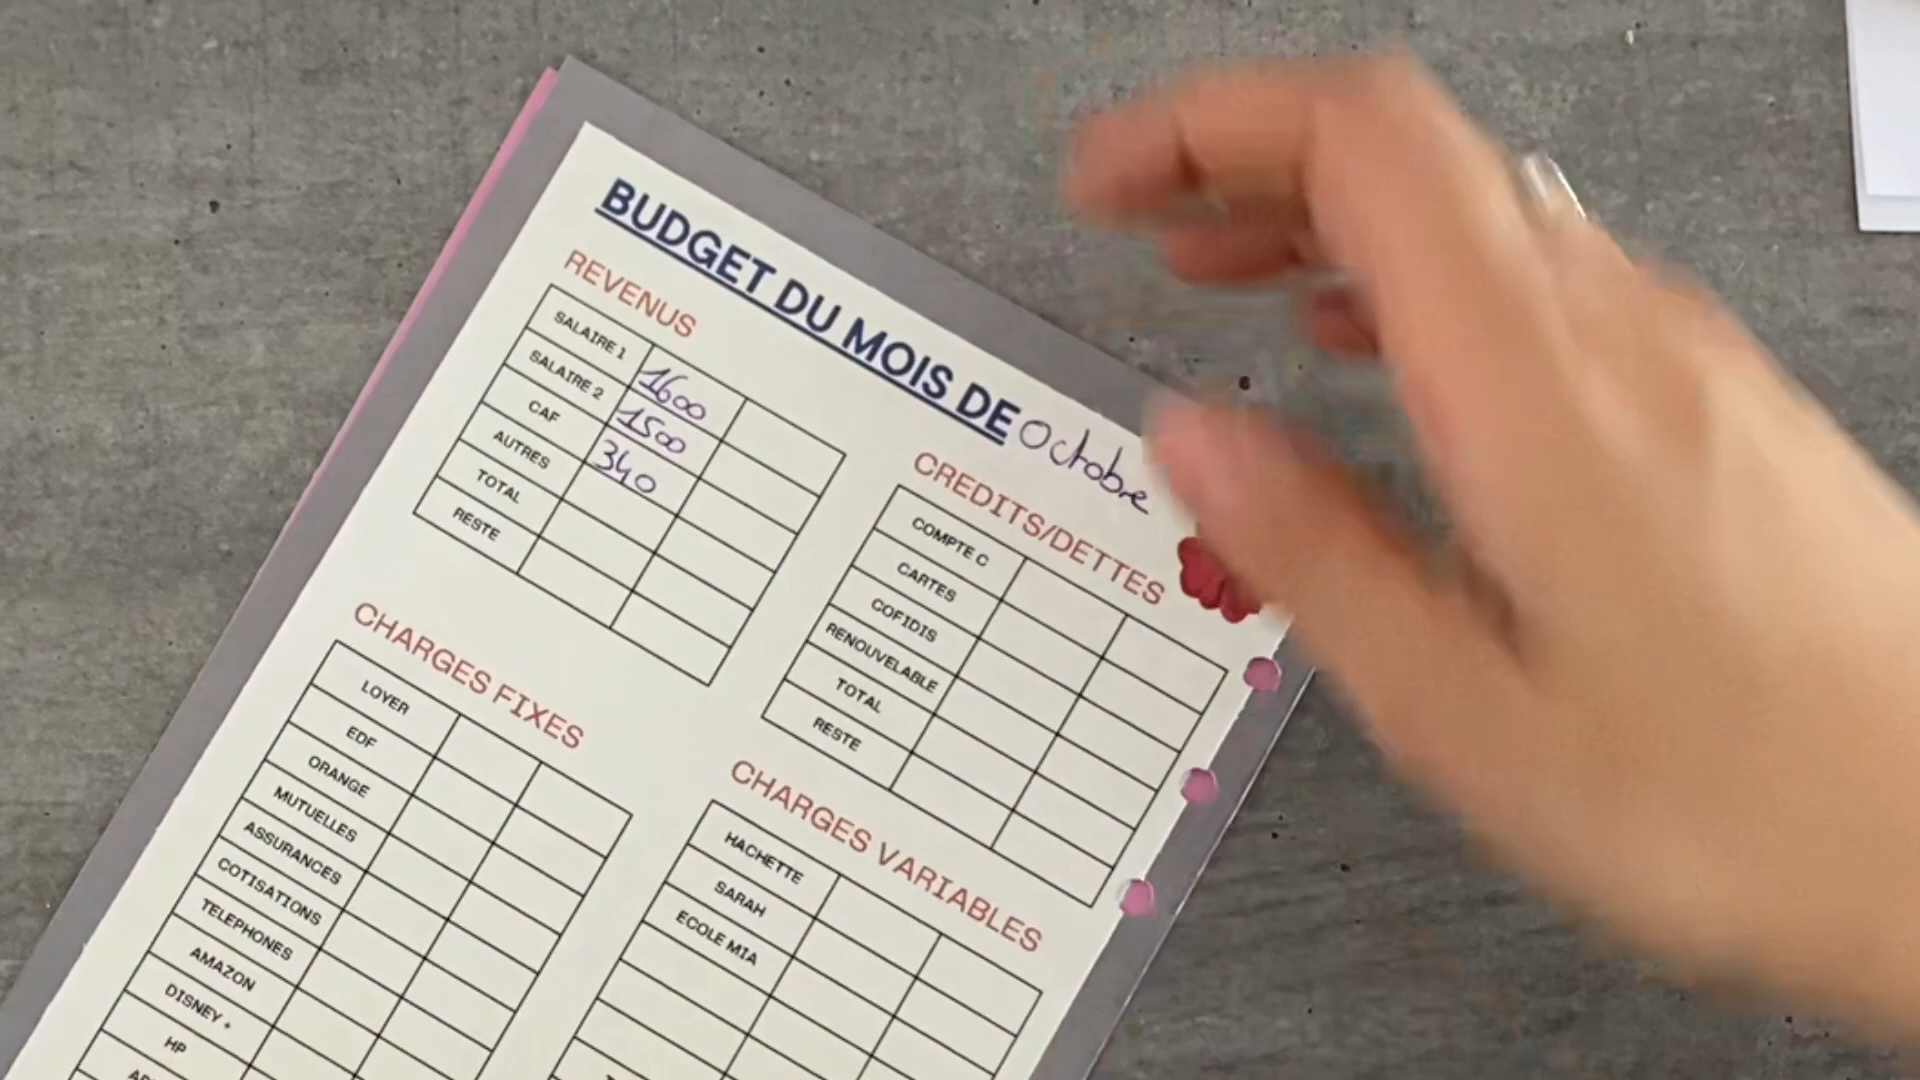 BUDGET DU MOIS DE Octobre
REVENUS
SALAIRE 1 1600
SALAIRE 2 1500
CAF 340
AUTRES
TOTAL
RESTE
CREDITS/DETTES
COMPTE C
CARTES
COFIDIS
RENOUVELABLE
TOTAL
RESTE
CHARGES FIXES
LOYER
EDF
ORANGE
MUTUELLES
ASSURANCES
COTISATIONS
TELEPHONES
AMAZON
DISNEY +
HP
CHARGES VARIABLES
HACHETTE
SARAH
ECOLE MIA